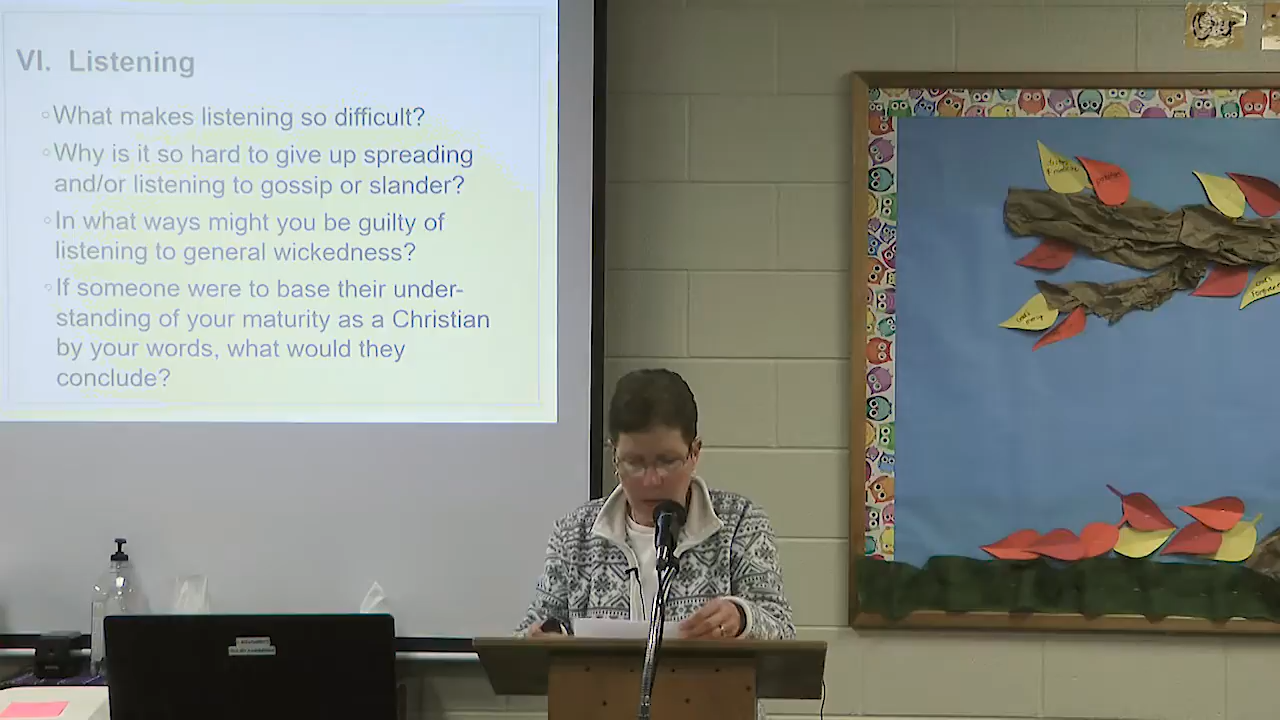 VI. Listening
What makes listening so difficult?
Why is it so hard to give up spreading
and/or listening to gossip or slander?
In what ways might you be guilty of
listening to general wickedness?
If someone were to base their under-
standing of your maturity as a Christian
by your words, what would they
conclude?